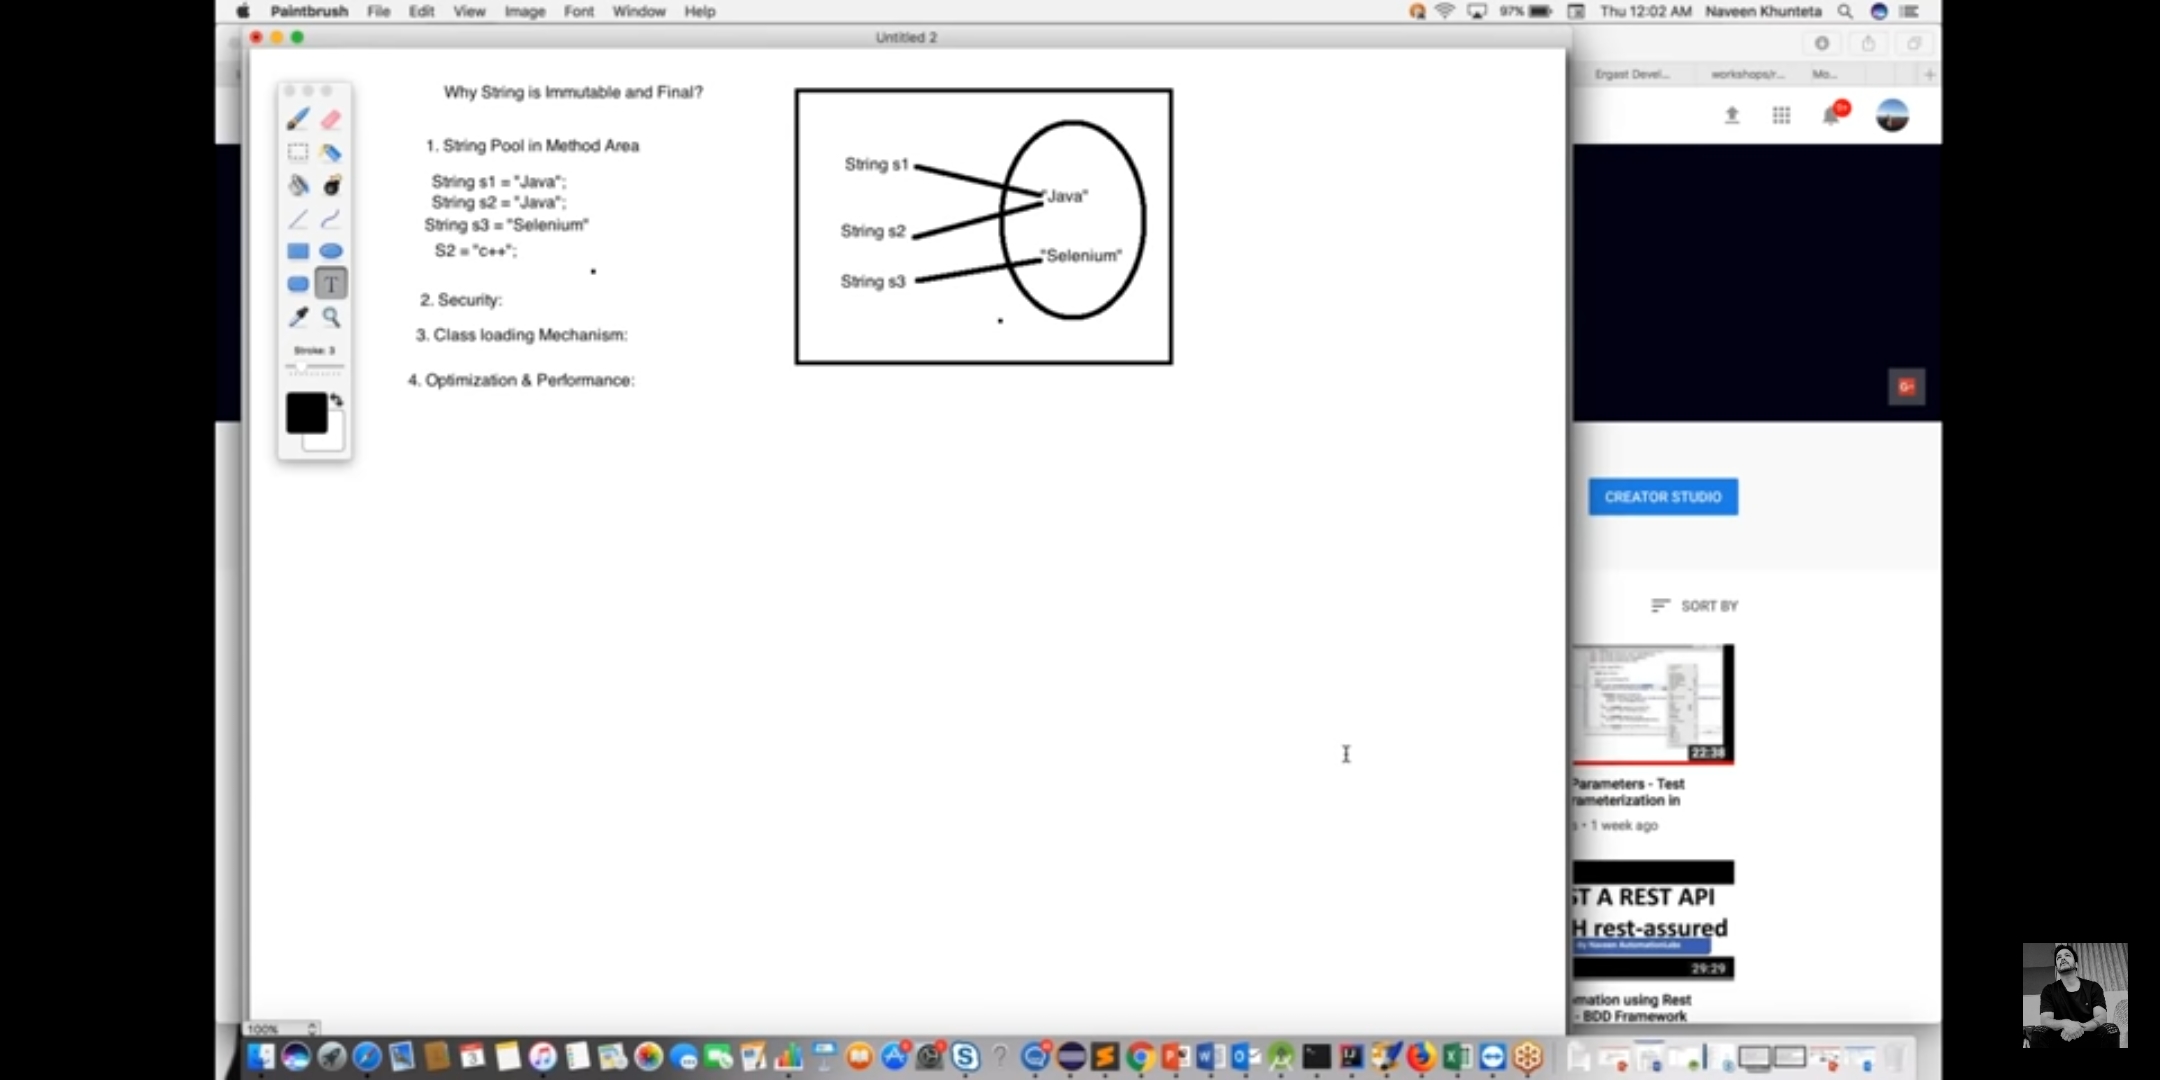 Paintbrush File Edit View Image Font Window Help
97% Thu 12:02 AM Naveen Khunteta
Untitled 2
Ergast Devel... workshops/r... Mo...
Why String is Immutable and Final?
1. String Pool in Method Area
String s1 = "Java";
String s2 = "Java";
String s3 = "Selenium"
S2 = "c++";
2. Security:
3. Class loading Mechanism:
4. Optimization & Performance:
String s1
String s2
String s3
"Java"
"Selenium"
T
Stroke: 3
G+
CREATOR STUDIO
SORT BY
22:38
Parameters - Test
rameterization in
s • 1 week ago
ST A REST API
H rest-assured
By Naveen AutomationLabs
29:29
mation using Rest
- BDD Framework
100%